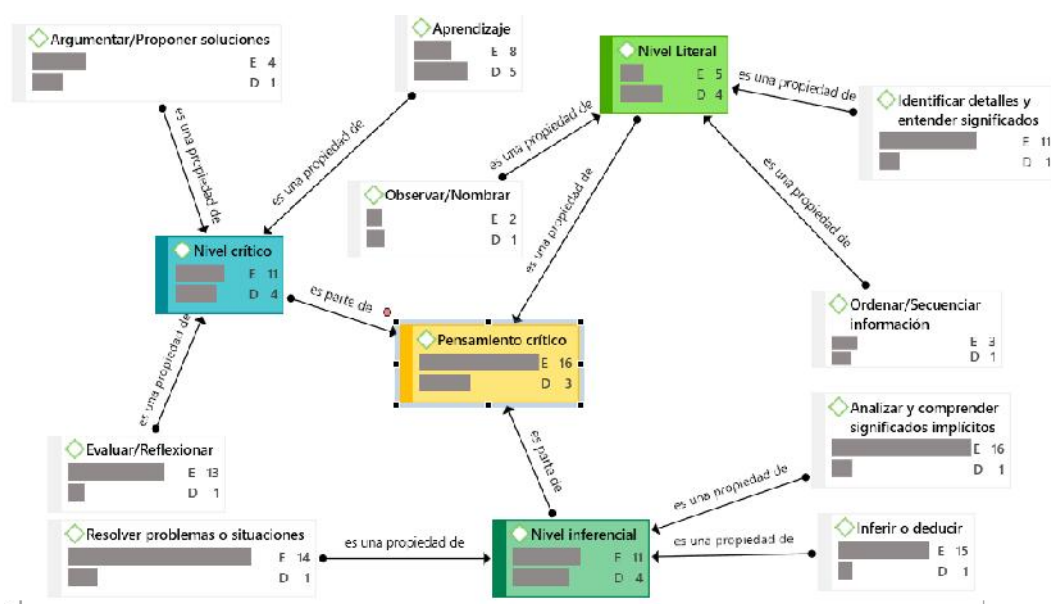 Argumentar/Proponer soluciones
E 4
D 1
Aprendizaje
E 8
D 5
Nivel Literal
E 5
D 4
Identificar detalles y
entender significados
E 11
D 1
es una propiedad de
es una propiedad de
es una propiedad de
es una propiedad de
Observar/Nombrar
E 2
D 1
es una propiedad de
es una propiedad de
Nivel crítico
E 11
D 4
es parte de
Ordenar/Secuenciar
información
E 3
D 1
Pensamiento crítico
E 16
D 3
es una propiedad de
Analizar y comprender
significados implícitos
E 16
D 1
Evaluar/Reflexionar
E 13
D 1
es parte de
es una propiedad de
Resolver problemas o situaciones
E 14
D 1
es una propiedad de
Nivel inferencial
E 11
D 4
es una propiedad de
Inferir o deducir
E 15
D 1